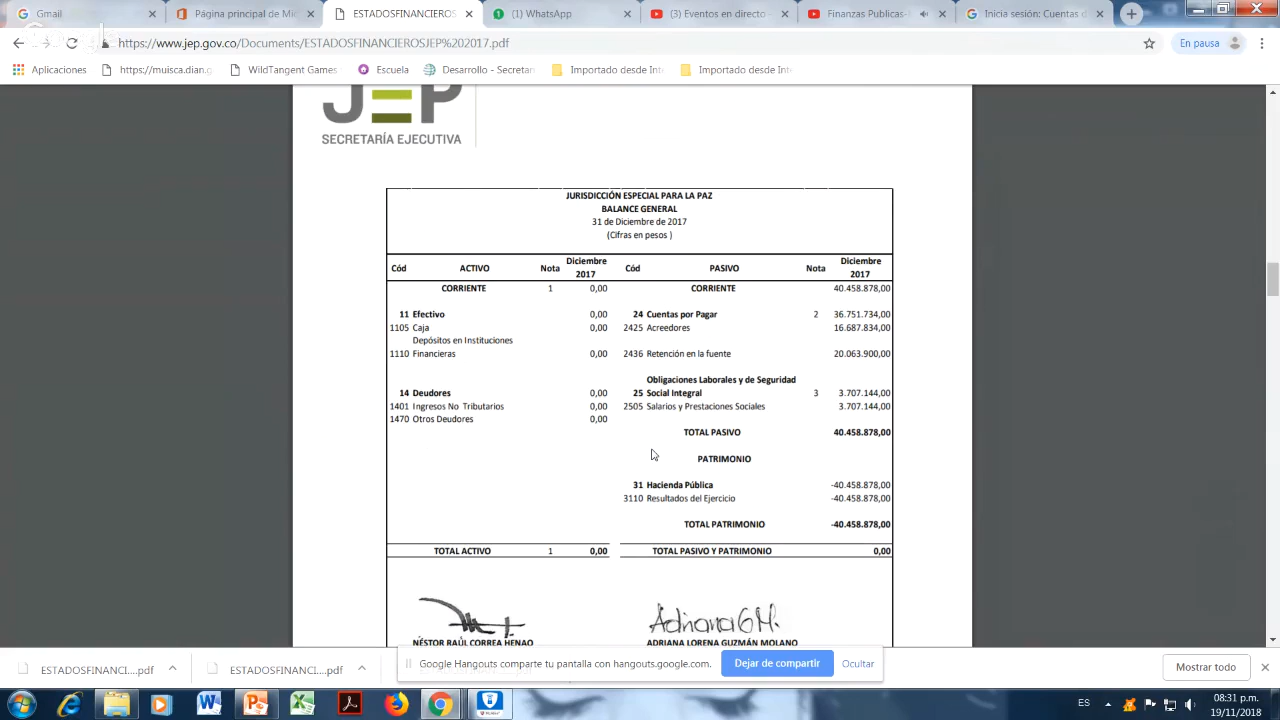 Gmail
Página principal de Mi
ESTADOSFINANCIEROS
(1) WhatsApp
(3) Eventos en directo -
Finanzas Publicas-
Inicia sesión: Cuentas d
https://www.jep.gov.co/Documents/ESTADOSFINANCIEROSJEP%202017.pdf
En pausa
Aplicaciones
https://muisca.dian.g
WildTangent Games
Escuela
Desarrollo - Secretar
Importado desde Inte
Importado desde Inte
JEP
SECRETARÍA EJECUTIVA
JURISDICCIÓN ESPECIAL PARA LA PAZ
BALANCE GENERAL
31 de Diciembre de 2017
(Cifras en pesos )
Cód ACTIVO Nota Diciembre 2017 Cód PASIVO Nota Diciembre 2017
CORRIENTE 1 0,00 CORRIENTE 40.458.878,00
11 Efectivo 0,00 24 Cuentas por Pagar 2 36.751.734,00
1105 Caja 0,00 2425 Acreedores 16.687.834,00
Depósitos en Instituciones
1110 Financieras 0,00 2436 Retención en la fuente 20.063.900,00
Obligaciones Laborales y de Seguridad
14 Deudores 0,00 25 Social Integral 3 3.707.144,00
1401 Ingresos No Tributarios 0,00 2505 Salarios y Prestaciones Sociales 3.707.144,00
1470 Otros Deudores 0,00
TOTAL PASIVO 40.458.878,00
PATRIMONIO
31 Hacienda Pública -40.458.878,00
3110 Resultados del Ejercicio -40.458.878,00
TOTAL PATRIMONIO -40.458.878,00
TOTAL ACTIVO 1 0,00 TOTAL PASIVO Y PATRIMONIO 0,00
Adriana G M.
NÉSTOR RAÚL CORREA HENAO ADRIANA LORENA GUZMÁN MOLANO
ESTADOSFINANCI....pdf
ESTADOSFINANCI....pdf
Google Hangouts comparte tu pantalla con hangouts.google.com.
Dejar de compartir
Ocultar
Mostrar todo
ES
08:31 p.m.
19/11/2018